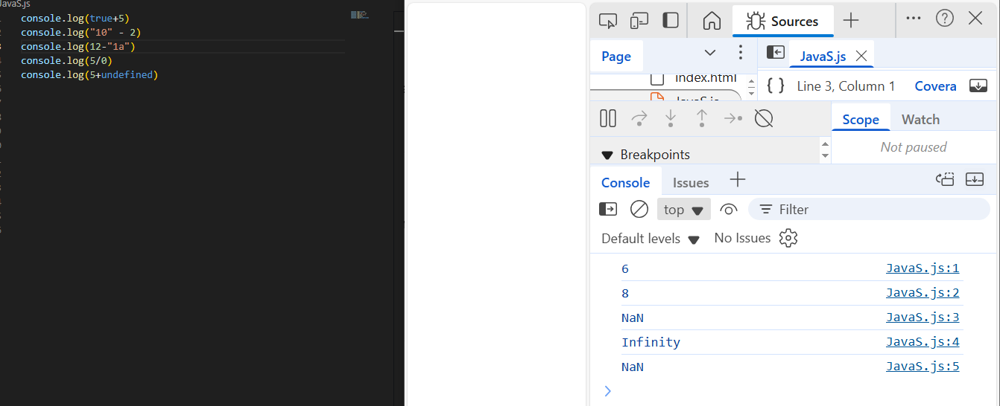 JavaS.js
console.log(true+5)
console.log("10" - 2)
console.log(12-"1a")
console.log(5/0)
console.log(5+undefined)
Sources
Page
JavaS.js
index.html
JavaS.js
{ } Line 3, Column 1 Covera
Scope Watch
Not paused
Breakpoints
Console Issues
top Filter
Default levels No Issues
6 JavaS.js:1
8 JavaS.js:2
NaN JavaS.js:3
Infinity JavaS.js:4
NaN JavaS.js:5